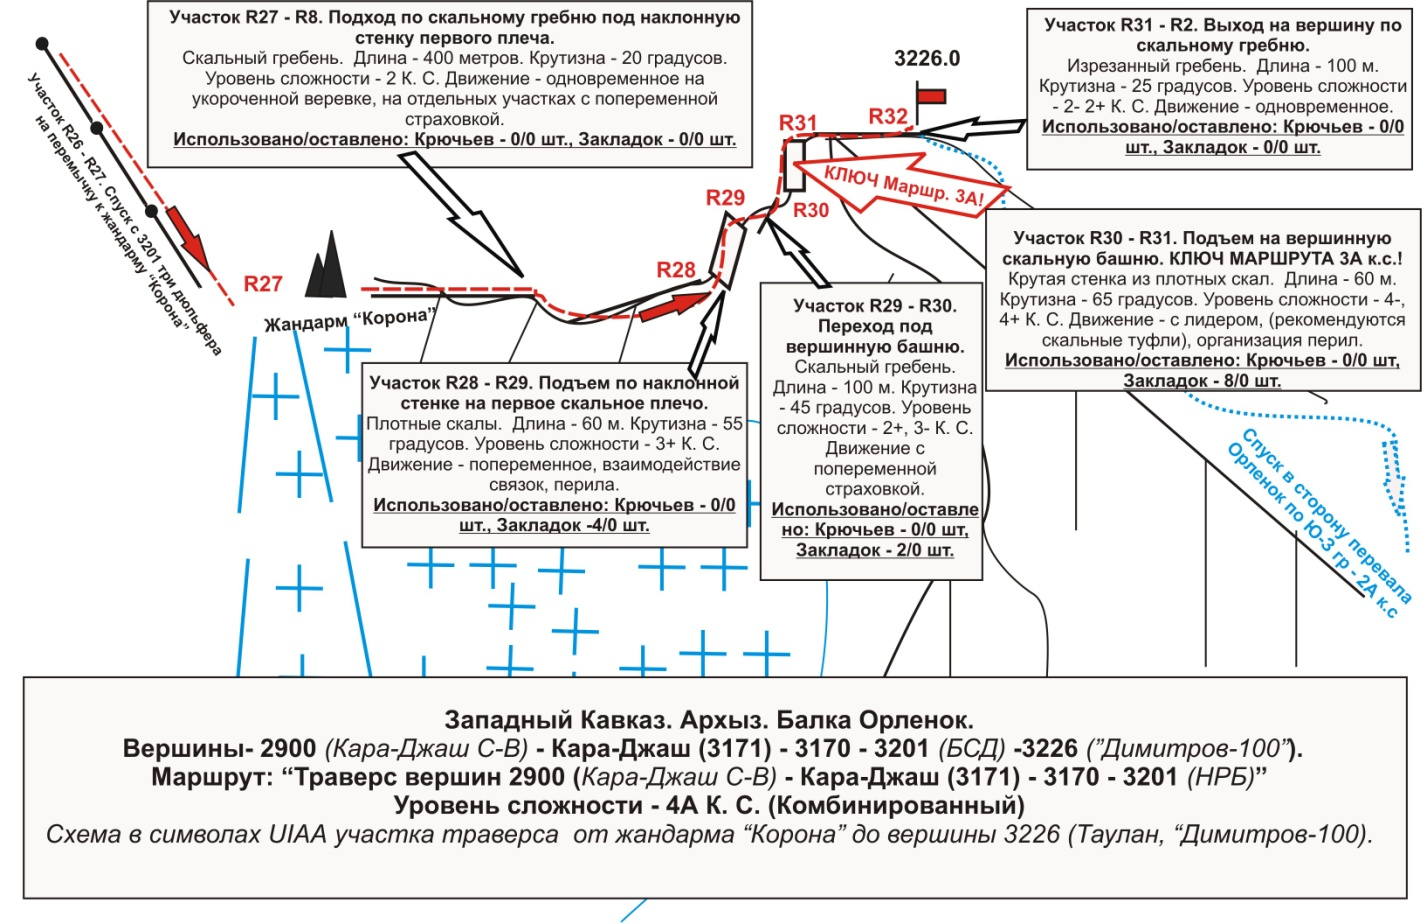 Участок R27 - R8. Подход по скальному гребню под наклонную
стенку первого плеча.
Скальный гребень.  Длина - 400 метров. Крутизна - 20 градусов.
Уровень сложности - 2 К. С. Движение - одновременное на
укороченной веревке, на отдельных участках с попеременной
страховкой.
Использовано/оставлено: Крючьев - 0/0 шт., Закладок - 0/0 шт.
Участок R31 - R2. Выход на вершину по
скальному гребню.
Изрезанный гребень.  Длина - 100 м.
Крутизна - 25 градусов. Уровень сложности
- 2- 2+ К. С. Движение - одновременное.
Использовано/оставлено: Крючьев - 0/0
шт., Закладок - 0/0 шт.
3226.0
R31
R32
Участок R26 - R27. Спуск с 3201 три дюльфера
на перемычку к жандарму “Корона”
КЛЮЧ Маршр. 3А!
R29
R30
R27
R28
Жандарм “Корона”
Участок R30 - R31. Подъем на вершинную
скальную башню. КЛЮЧ МАРШРУТА 3А к.с.!
Крутая стенка из плотных скал.  Длина - 60 м.
Крутизна - 65 градусов. Уровень сложности - 4-,
4+ К. С. Движение - с лидером, (рекомендуются
скальные туфли), организация перил.
Использовано/оставлено: Крючьев - 0/0 шт,
Закладок - 8/0 шт.
Участок R29 - R30.
Переход под
вершинную башню.
Скальный гребень.
Длина - 100 м. Крутизна
- 45 градусов. Уровень
сложности - 2+, 3- К. С.
Движение с
попеременной
страховкой.
Использовано/оставле
но: Крючьев - 0/0 шт,
Закладок - 2/0 шт.
Участок R28 - R29. Подъем по наклонной
стенке на первое скальное плечо.
Плотные скалы.  Длина - 60 м. Крутизна - 55
градусов. Уровень сложности - 3+ К. С.
Движение - попеременное, взаимодействие
связок, перила.
Использовано/оставлено: Крючьев - 0/0
шт., Закладок -4/0 шт.
Спуск в сторону перевала
Орленок по Ю-З гр - 2А к.с
Западный Кавказ. Архыз. Балка Орленок.
Вершины- 2900 (Кара-Джаш С-В) - Кара-Джаш (3171) - 3170 - 3201 (БСД) -3226 (”Димитров-100”).
Маршрут: “Траверс вершин 2900 (Кара-Джаш С-В) - Кара-Джаш (3171) - 3170 - 3201 (НРБ)”
Уровень сложности - 4А К. С. (Комбинированный)
Схема в символах UIAA участка траверса  от жандарма “Корона” до вершины 3226 (Таулан, “Димитров-100).